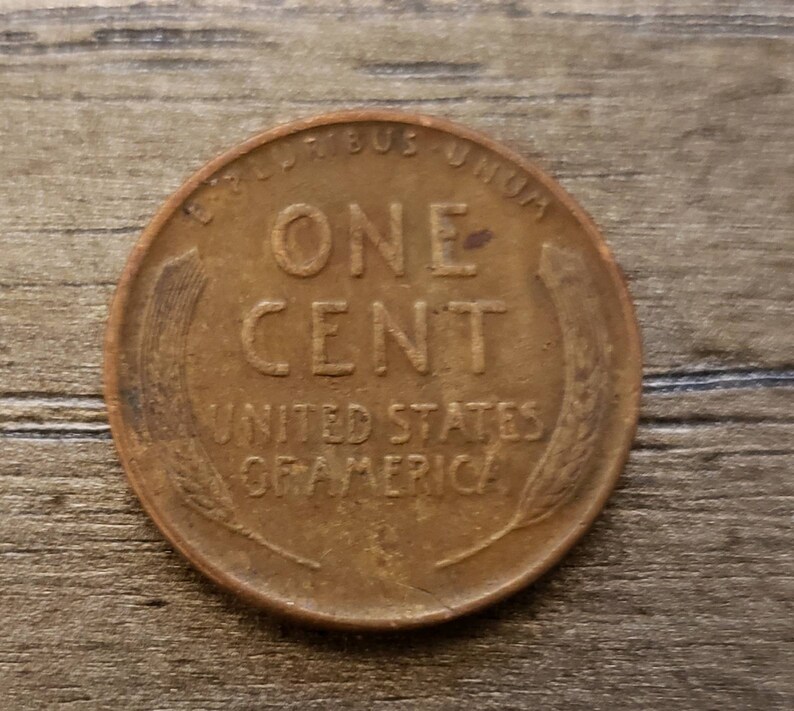 E·PLURIBUS·UNUM
ONE
CENT
UNITED STATES
OF AMERICA